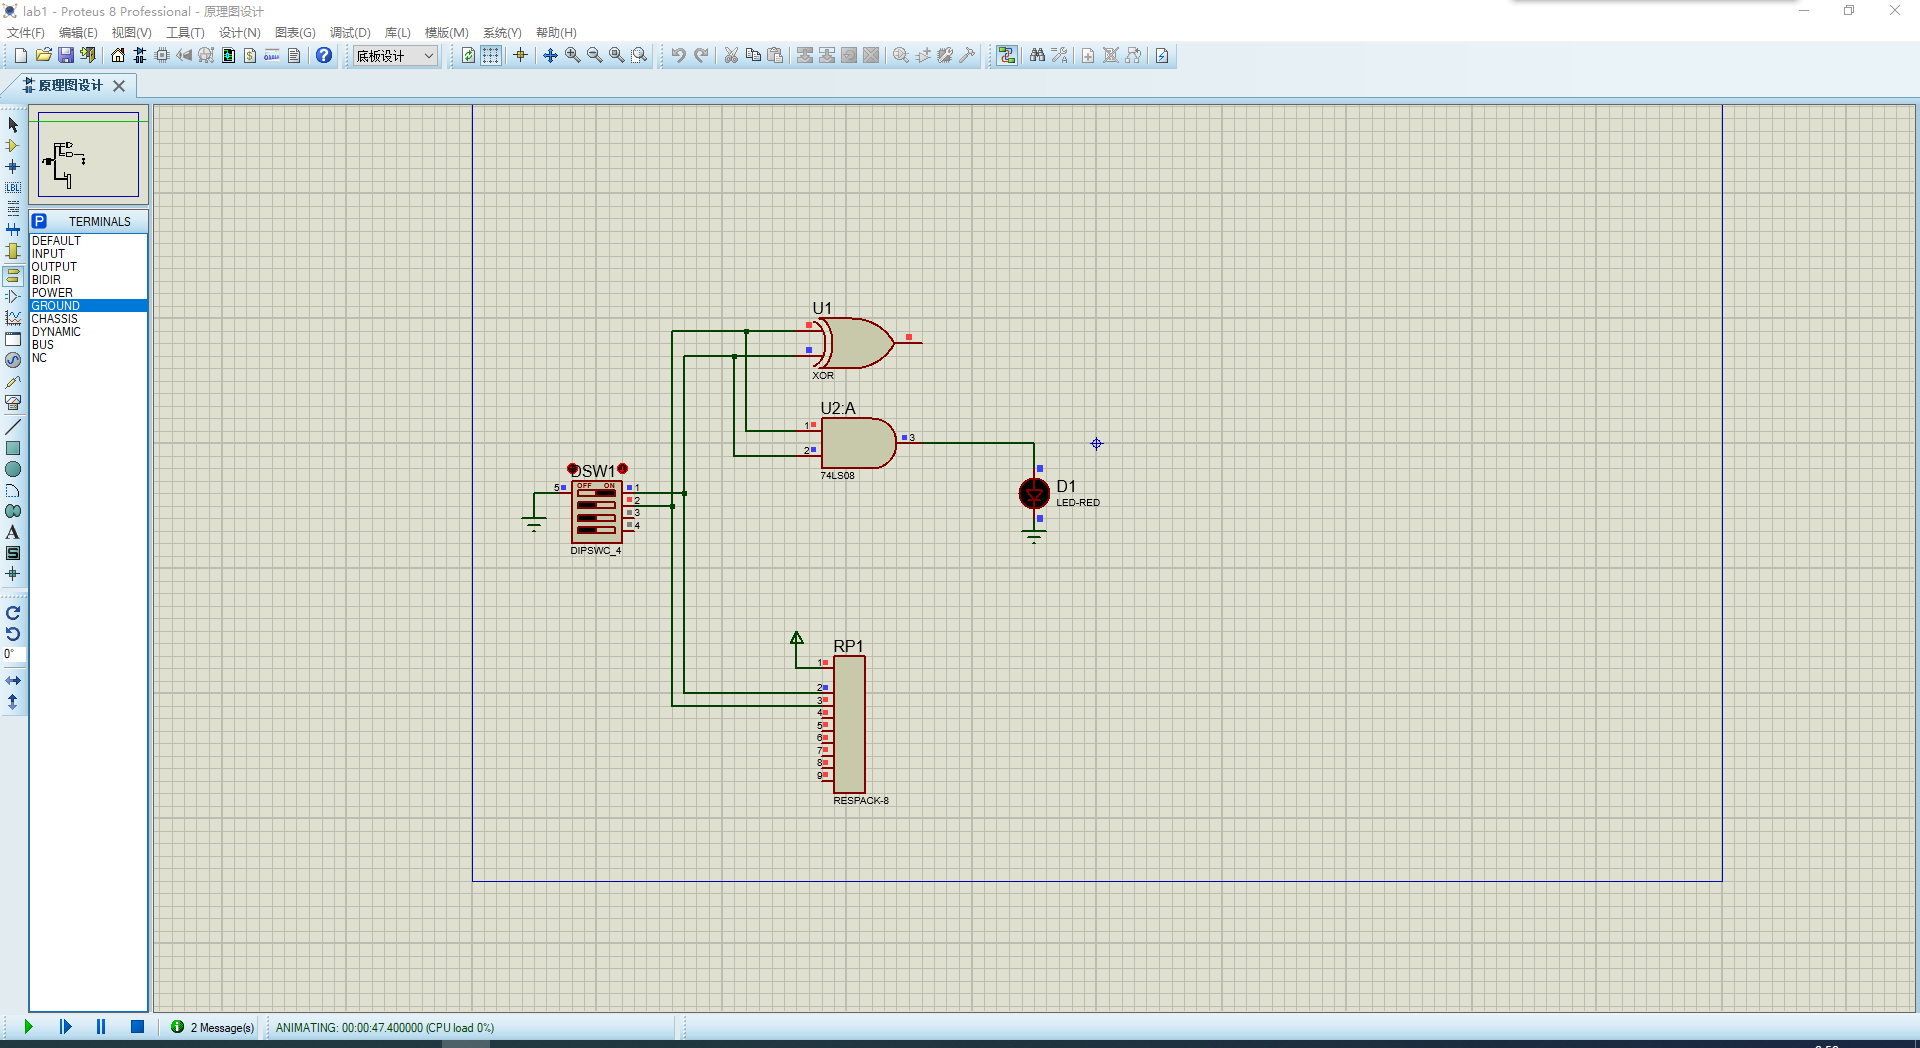 lab1 - Proteus 8 Professional - 原理图设计
文件(F) 编辑(E) 视图(V) 工具(T) 设计(N) 图表(G) 调试(D) 库(L) 模版(M) 系统(Y) 帮助(H)
底板设计
原理图设计
P TERMINALS
DEFAULT
INPUT
OUTPUT
BIDIR
POWER
GROUND
CHASSIS
DYNAMIC
BUS
NC
LBL
A
S
0°
U1
XOR
U2:A
1
2
3
74LS08
DSW1
OFF ON
5
1
2
3
4
DIPSWC_4
D1
LED-RED
RP1
1
2
3
4
5
6
7
8
9
RESPACK-8
2 Message(s) ANIMATING: 00:00:47.400000 (CPU load 0%)